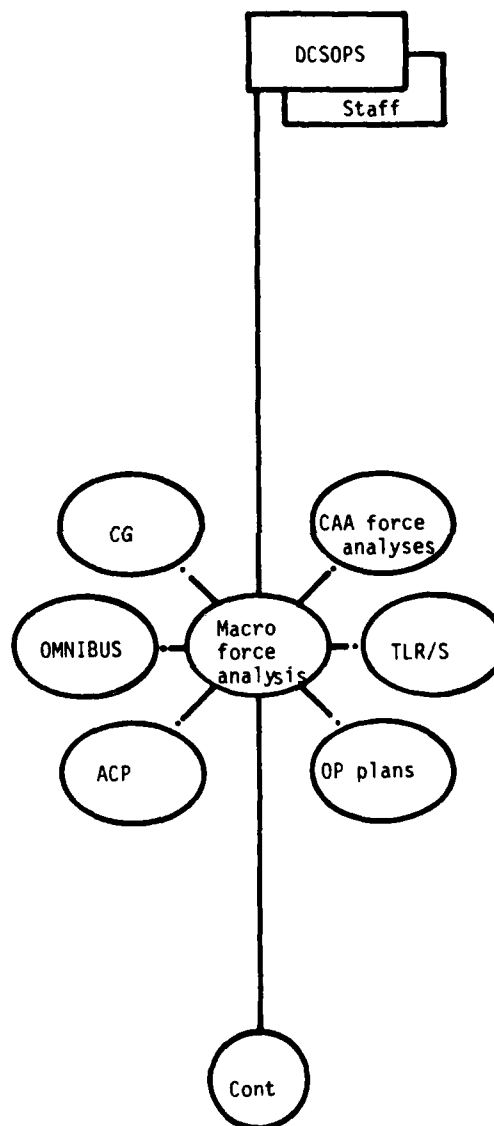 DCSOPS
Staff
CG
CAA force
analyses
OMNIBUS
Macro
force
analysis
TLR/S
ACP
OP plans
Cont